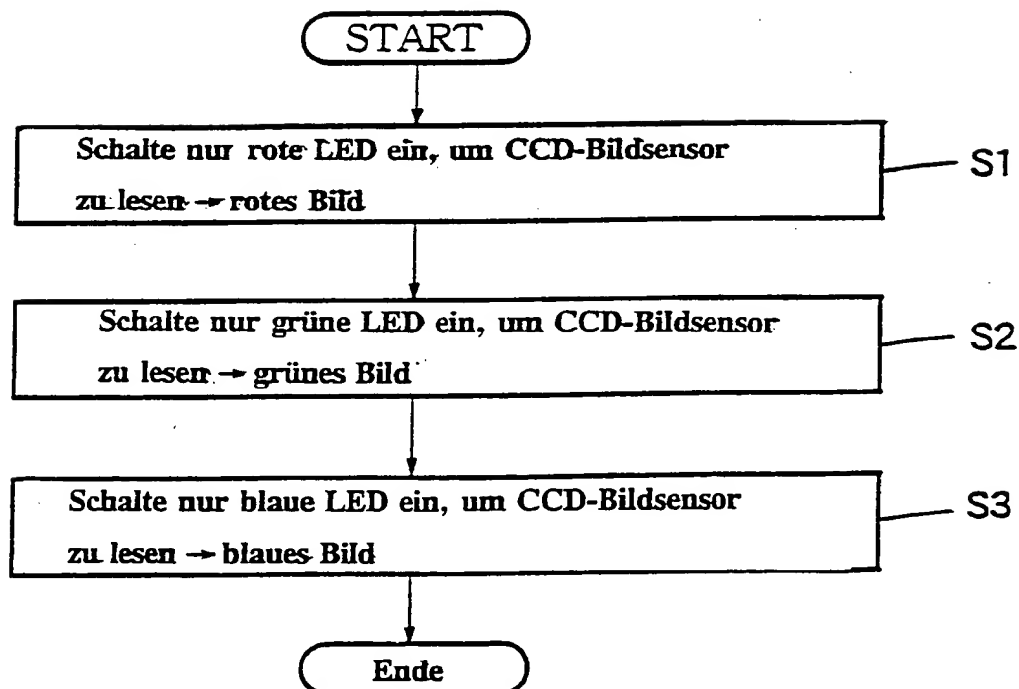 START
Schalte nur rote LED ein, um CCD-Bildsensor
zu lesen → rotes Bild
S1
Schalte nur grüne LED ein, um CCD-Bildsensor
zu lesen → grünes Bild
S2
Schalte nur blaue LED ein, um CCD-Bildsensor
zu lesen → blaues Bild
S3
Ende